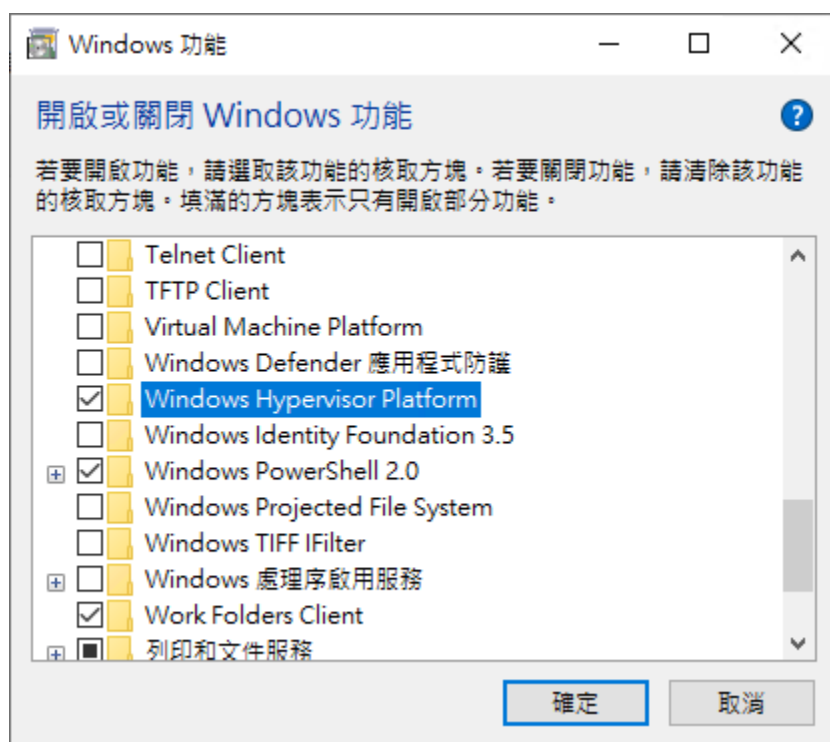 Windows 功能
開啟或關閉 Windows 功能
若要開啟功能，請選取該功能的核取方塊。若要關閉功能，請清除該功能
的核取方塊。填滿的方塊表示只有開啟部分功能。
Telnet Client
TFTP Client
Virtual Machine Platform
Windows Defender 應用程式防護
Windows Hypervisor Platform
Windows Identity Foundation 3.5
Windows PowerShell 2.0
Windows Projected File System
Windows TIFF IFilter
Windows 處理序啟用服務
Work Folders Client
列印和文件服務
確定
取消